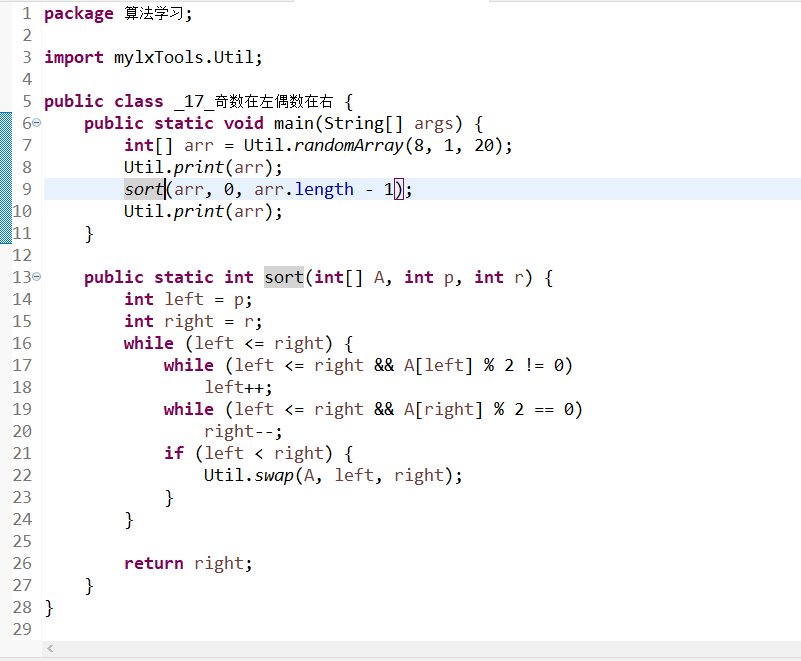 1 package 算法学习;
2
3 import mylxTools.Util;
4
5 public class _17_奇数在左偶数在右 {
6 public static void main(String[] args) {
7 int[] arr = Util.randomArray(8, 1, 20);
8 Util.print(arr);
9 sort(arr, 0, arr.length - 1);
10 Util.print(arr);
11 }
12
13 public static int sort(int[] A, int p, int r) {
14 int left = p;
15 int right = r;
16 while (left <= right) {
17 while (left <= right && A[left] % 2 != 0)
18 left++;
19 while (left <= right && A[right] % 2 == 0)
20 right--;
21 if (left < right) {
22 Util.swap(A, left, right);
23 }
24 }
25
26 return right;
27 }
28 }
29